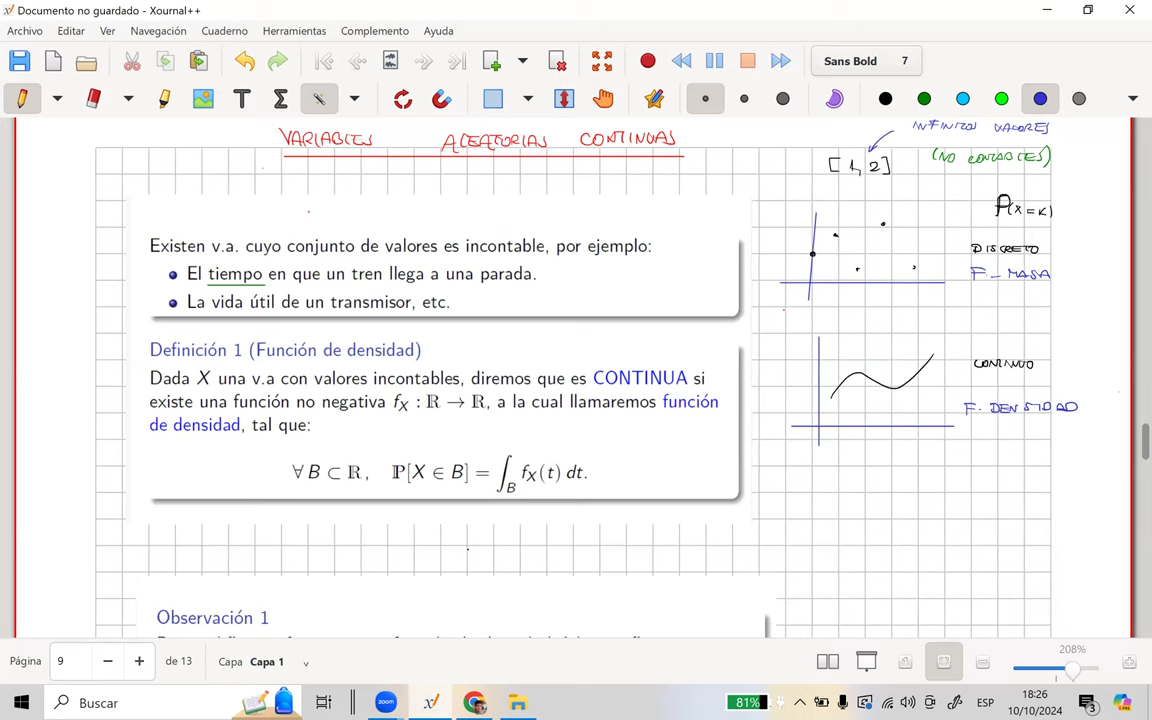 Documento no guardado - Xournal++
Archivo Editar Ver Navegación Cuaderno Herramientas Complemento Ayuda
Sans Bold 7
VARIABLES ALEATORIAS CONTINUAS
INFINITOS VALORES
(NO CONTABLES)
[1, 2]
P(X = K)
DISCRETO
F. MASA
Existen v.a. cuyo conjunto de valores es incontable, por ejemplo:
El tiempo en que un tren llega a una parada.
La vida útil de un transmisor, etc.
Definición 1 (Función de densidad)
Dada X una v.a con valores incontables, diremos que es CONTINUA si
existe una función no negativa fX : ℝ → ℝ, a la cual llamaremos función
de densidad, tal que:
∀ B ⊂ ℝ, ℙ[X ∈ B] = ∫B fX(t) dt.
CONTINUO
F. DENSIDAD
Observación 1
Página 9 de 13 Capa Capa 1
208%
Buscar
zoom
81%
ESP
18:26
10/10/2024
3